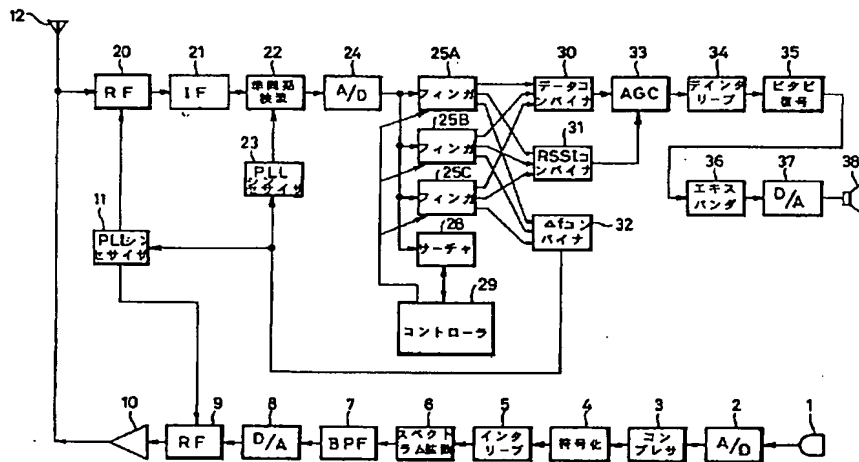 12
20
21
22
24
25A
30
33
34
35
RF
IF
準同期
検波
A/D
フィンガ
データコ
ンバイナ
AGC
デインタ
リーブ
ビタビ
復号
25B
フィンガ
31
RSSIコ
ンバイナ
23
PLL
シン
セサイザ
25C
フィンガ
36
37
38
エキス
パンダ
D/A
11
PLLシン
セサイザ
28
サーチャ
Δfコン
バイナ
32
29
コントローラ
10
9
8
7
6
5
4
3
2
1
RF
D/A
BPF
スペクト
ラム拡散
インタ
リーブ
符号化
コン
プレサ
A/D